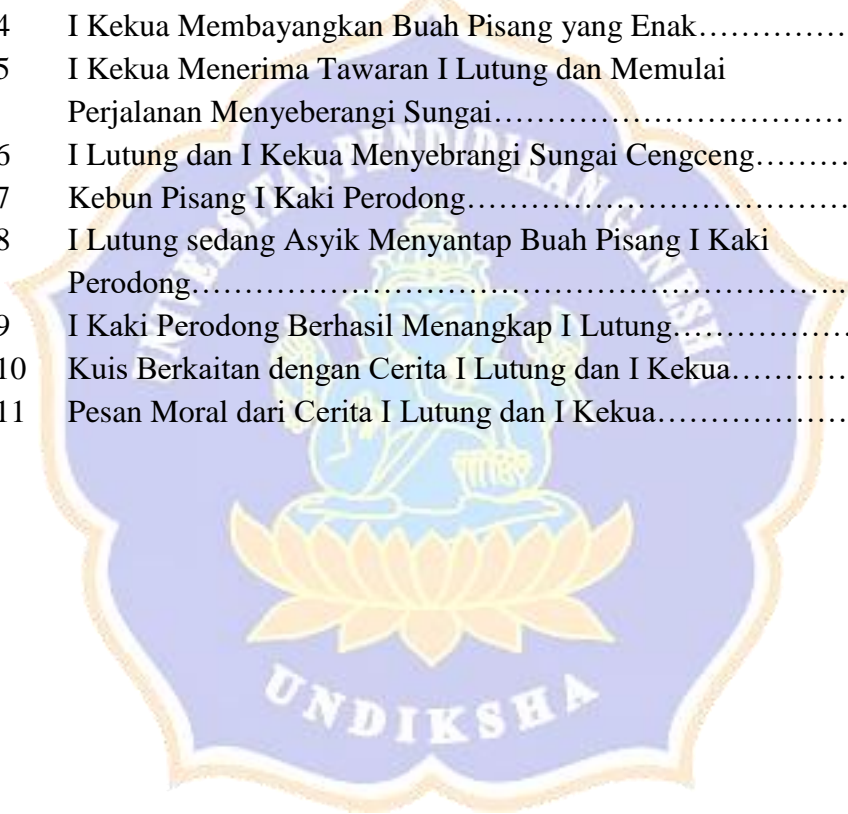 4 I Kekua Membayangkan Buah Pisang yang Enak……………
5 I Kekua Menerima Tawaran I Lutung dan Memulai
Perjalanan Menyeberangi Sungai……………………………
6 I Lutung dan I Kekua Menyebrangi Sungai Cengceng………
7 Kebun Pisang I Kaki Perodong………………………………
8 I Lutung sedang Asyik Menyantap Buah Pisang I Kaki
Perodong………………………………………………………..
9 I Kaki Perodong Berhasil Menangkap I Lutung………………
10 Kuis Berkaitan dengan Cerita I Lutung dan I Kekua…………
11 Pesan Moral dari Cerita I Lutung dan I Kekua………………
UNIVERSITAS PENDIDIKAN GANESHA
UNDIKSHA